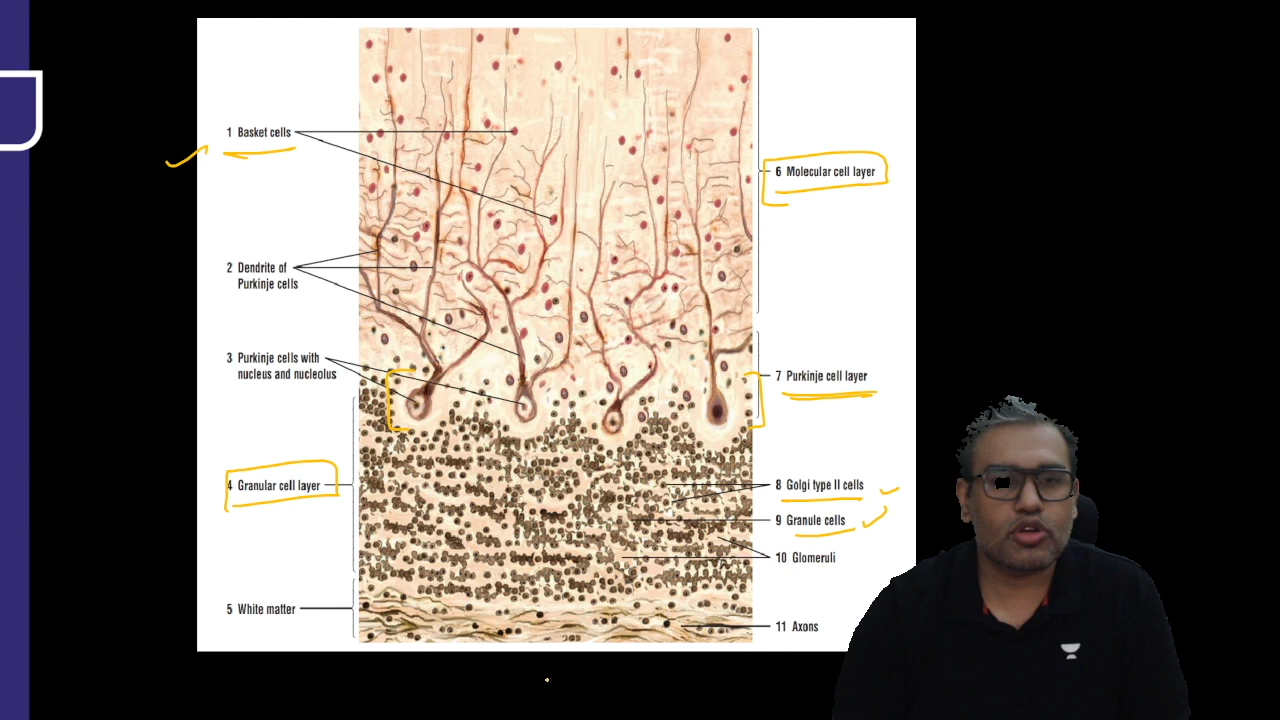 1 Basket cells
2 Dendrite of
Purkinje cells
3 Purkinje cells with
nucleus and nucleolus
4 Granular cell layer
5 White matter
6 Molecular cell layer
7 Purkinje cell layer
8 Golgi type II cells
9 Granule cells
10 Glomeruli
11 Axons